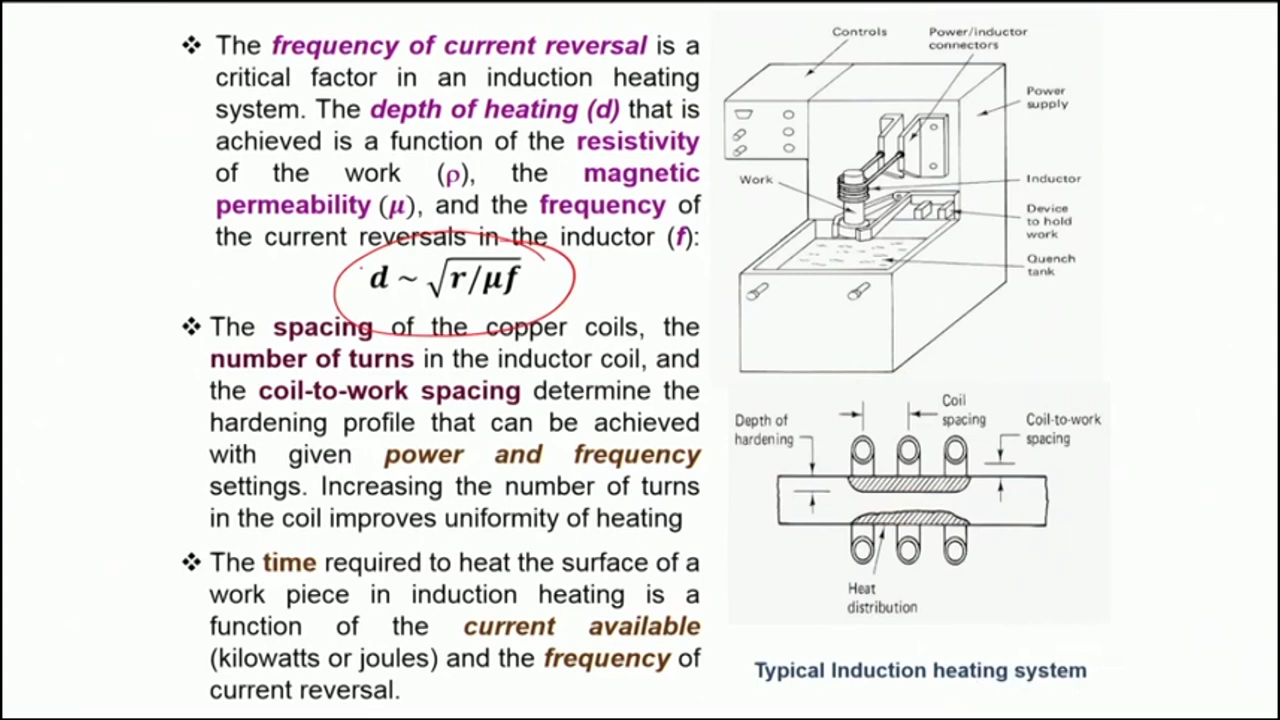 ❖ The frequency of current reversal is a
critical factor in an induction heating
system. The depth of heating (d) that is
achieved is a function of the resistivity
of the work (ρ), the magnetic
permeability (μ), and the frequency of
the current reversals in the inductor (f):
d ~ √r/μf
❖ The spacing of the copper coils, the
number of turns in the inductor coil, and
the coil-to-work spacing determine the
hardening profile that can be achieved
with given power and frequency
settings. Increasing the number of turns
in the coil improves uniformity of heating
❖ The time required to heat the surface of a
work piece in induction heating is a
function of the current available
(kilowatts or joules) and the frequency of
current reversal.
Controls
Power/inductor
connectors
Power
supply
Work
Inductor
Device
to hold
work
Quench
tank
Coil
spacing
Depth of
hardening
Coil-to-work
spacing
Heat
distribution
Typical Induction heating system